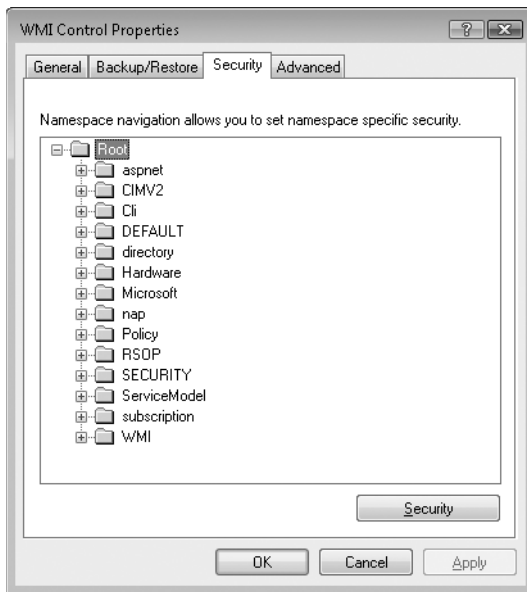 WMI Control Properties
General Backup/Restore Security Advanced
Namespace navigation allows you to set namespace specific security.
Root
aspnet
CIMV2
Cli
DEFAULT
directory
Hardware
Microsoft
nap
Policy
RSOP
SECURITY
ServiceModel
subscription
WMI
Security
OK Cancel Apply